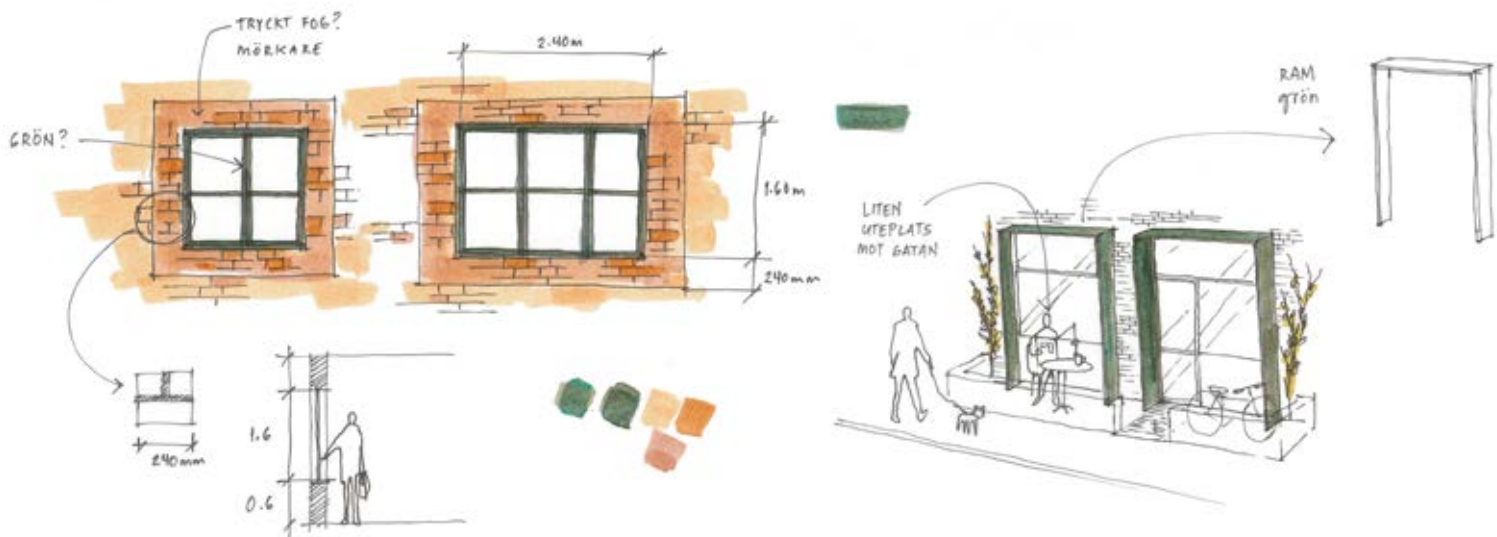 TRYCKT FOG?
MÖRKARE
GRÖN?
2.40m
1.60m
240mm
240mm
1.6
0.6
LITEN
UTEPLATS
MOT GATAN
RAM
grön